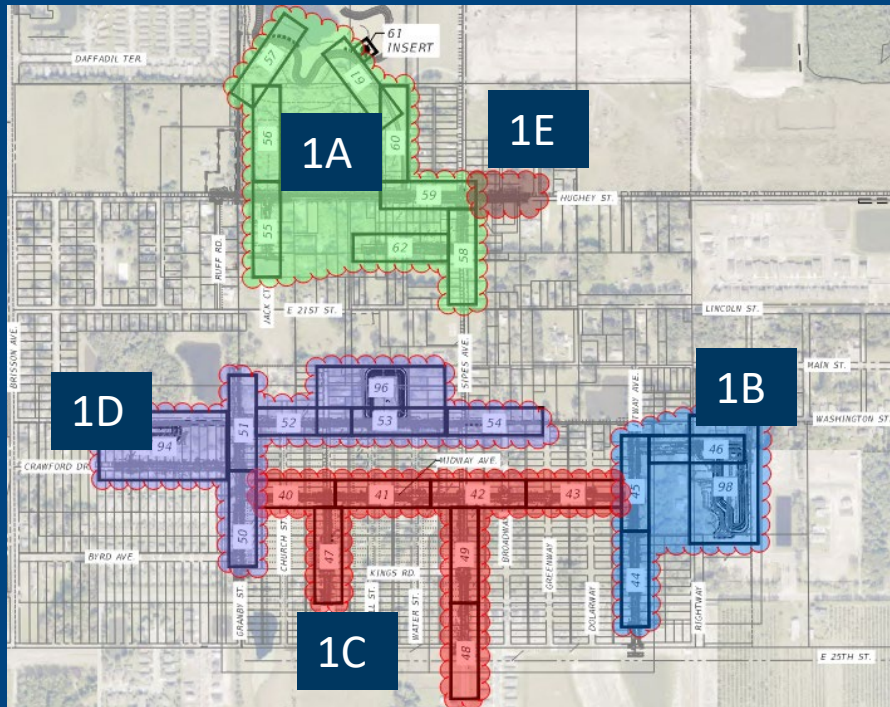 61
INSERT
DAFFADIL TER.
57
61
56
60
1A
1E
59
HUGHEY ST.
55
62
58
RUFF RD.
JACK CT.
E 21ST ST.
LINCOLN ST.
BRISSON AVE.
SIPES AVE.
MAIN ST.
96
1D
1B
51
52
53
54
WASHINGTON ST.
94
46
CRAWFORD DR.
MIDWAY AVE.
40
41
42
43
45
98
50
47
49
BYRD AVE.
CHURCH ST.
KINGS RD.
BROADWAY
GREENWAY
44
GRANBY ST.
WATER ST.
DOLARWAY
RIGHTWAY
1C
48
E 25TH ST.